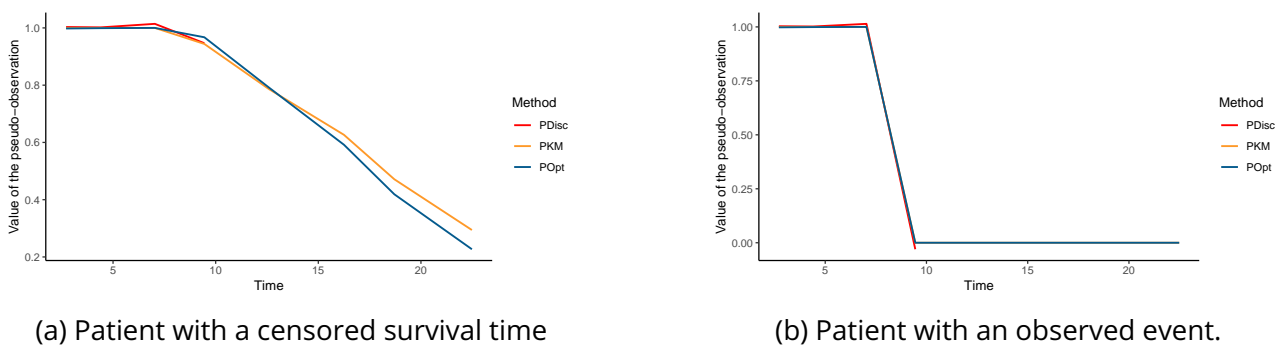 Value of the pseudo−observation
1.0
0.8
0.6
0.4
0.2
5
10
15
20
Time
Method
PDisc
PKM
POpt
(a) Patient with a censored survival time
Value of the pseudo−observation
1.00
0.75
0.50
0.25
0.00
5
10
15
20
Time
Method
PDisc
PKM
POpt
(b) Patient with an observed event.